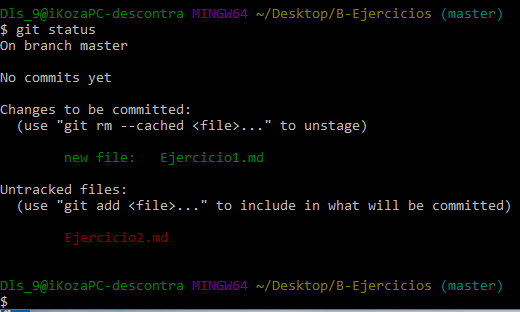 Dls_9@iKozaPC-descontra MINGW64 ~/Desktop/B-Ejercicios (master)
$ git status
On branch master
No commits yet
Changes to be committed:
(use "git rm --cached <file>..." to unstage)
new file:   Ejercicio1.md
Untracked files:
(use "git add <file>..." to include in what will be committed)
Ejercicio2.md
Dls_9@iKozaPC-descontra MINGW64 ~/Desktop/B-Ejercicios (master)
$